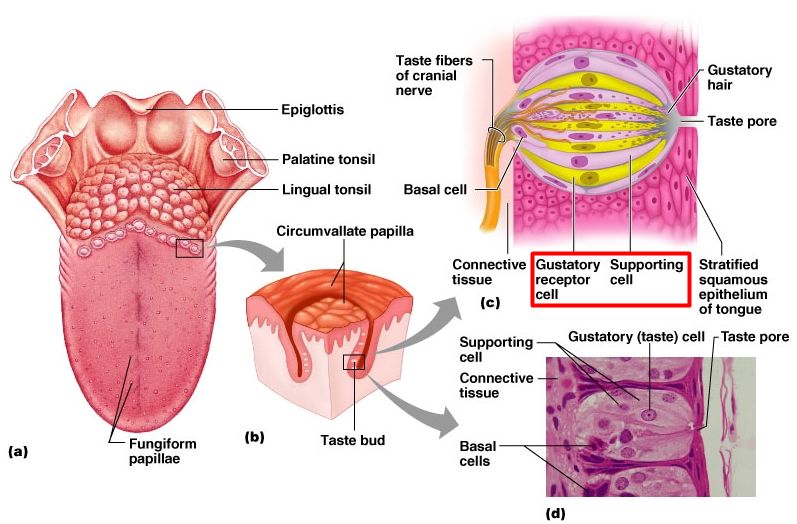 Epiglottis
Palatine tonsil
Lingual tonsil
Fungiform
papillae
(a)
Circumvallate papilla
Taste bud
(b)
Taste fibers
of cranial
nerve
Gustatory
hair
Taste pore
Basal cell
Connective
tissue
Gustatory
receptor
cell
Supporting
cell
Stratified
squamous
epithelium
of tongue
(c)
Supporting
cell
Gustatory (taste) cell
Taste pore
Connective
tissue
Basal
cells
(d)